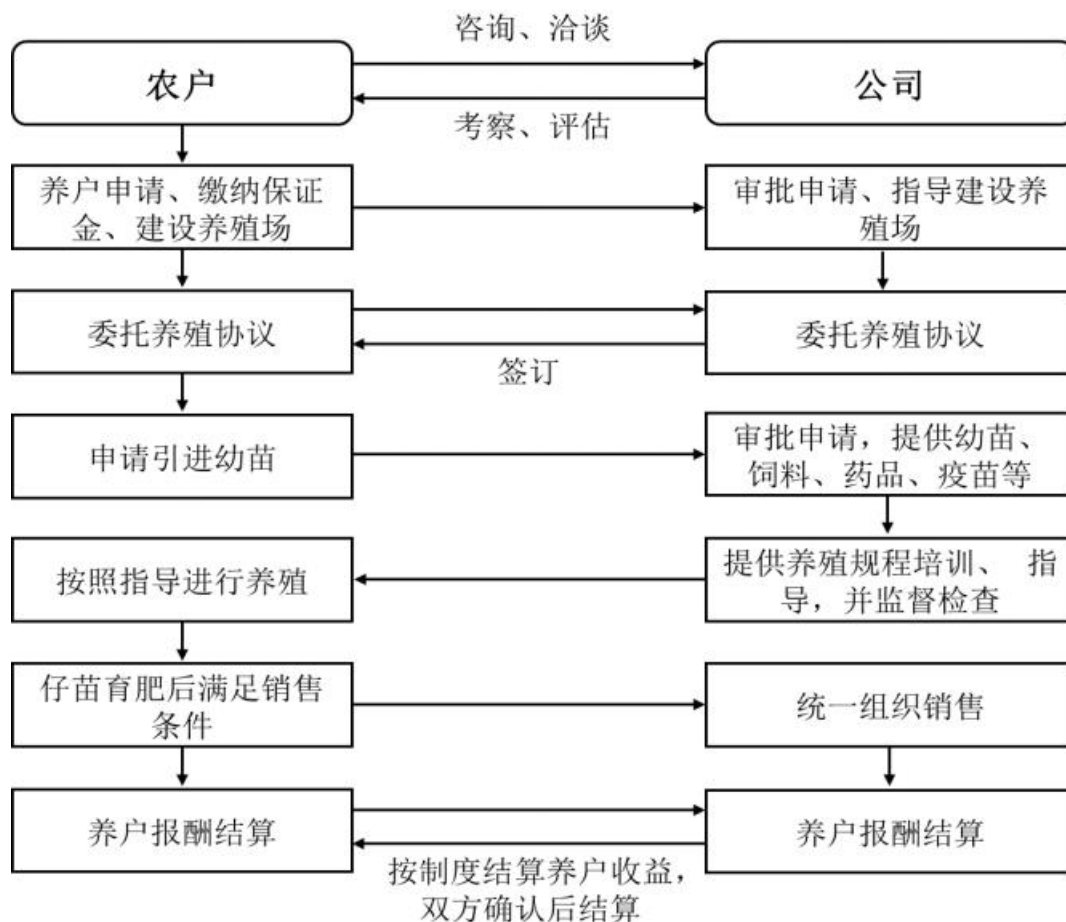 咨询、洽谈
农户
公司
考察、评估
养户申请、缴纳保证
金、建设养殖场
审批申请、指导建设养
殖场
委托养殖协议
委托养殖协议
签订
申请引进幼苗
审批申请，提供幼苗、
饲料、药品、疫苗等
按照指导进行养殖
提供养殖规程培训、 指
导，并监督检查
仔苗育肥后满足销售
条件
统一组织销售
养户报酬结算
养户报酬结算
按制度结算养户收益，
双方确认后结算